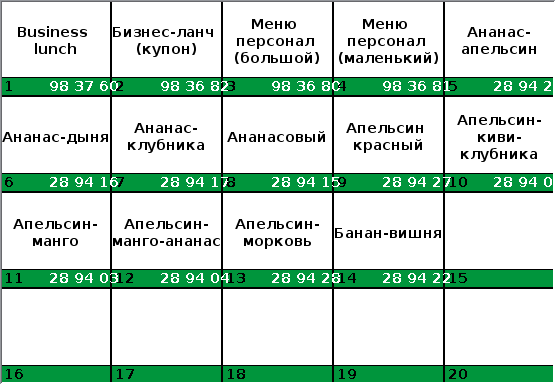 Business
lunch
Бизнес-ланч
(купон)
Меню
персонал
(большой)
Меню
персонал
(маленький)
Ананас-
апельсин
1 98 37 60
2 98 36 82
3 98 36 80
4 98 36 81
5 28 94 2
Ананас-дыня
Ананас-
клубника
Ананасовый
Апельсин
красный
Апельсин-
киви-
клубника
6 28 94 16
7 28 94 17
8 28 94 15
9 28 94 27
10 28 94 0
Апельсин-
манго
Апельсин-
манго-ананас
Апельсин-
морковь
Банан-вишня
11 28 94 03
12 28 94 04
13 28 94 28
14 28 94 22
15
16
17
18
19
20